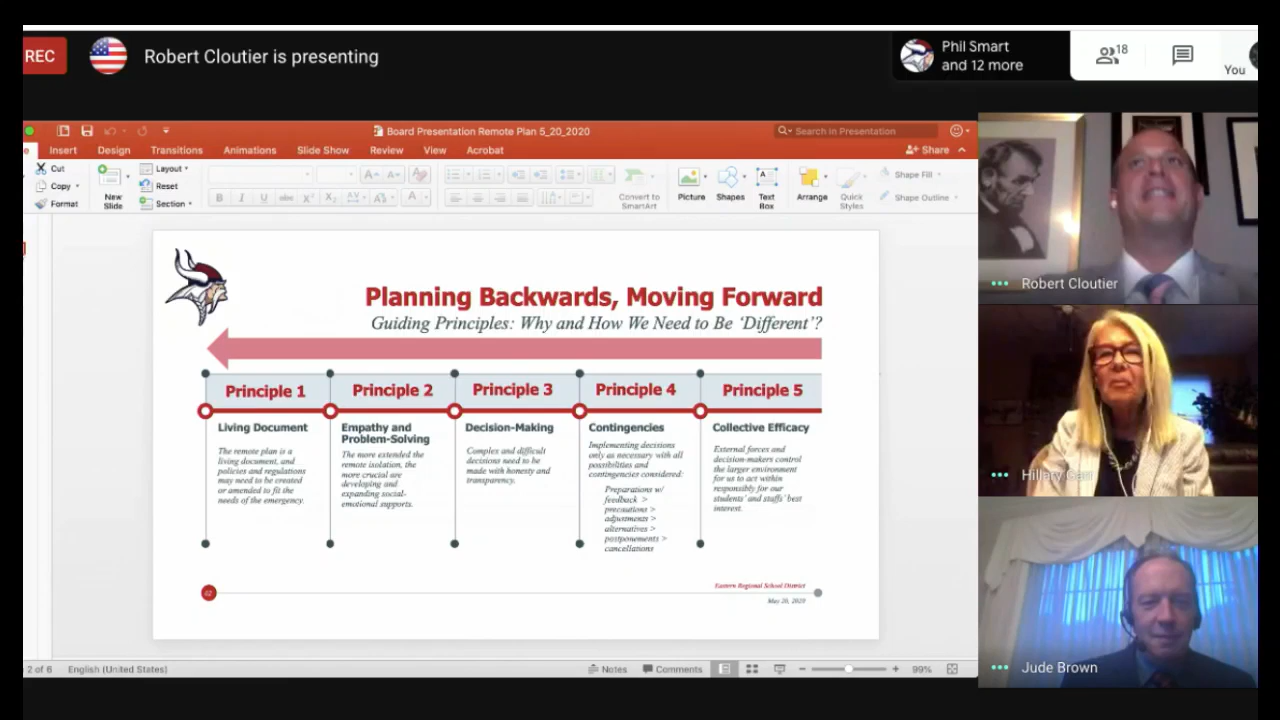 REC
Robert Cloutier is presenting
Phil Smart
and 12 more
18
You
Board Presentation Remote Plan 5_20_2020
Search in Presentation
Insert Design Transitions Animations Slide Show Review View Acrobat
Share
Cut
Copy
Format
New
Slide
Layout
Reset
Section
B I U abc X² X₂ AV Aa A
Convert to
SmartArt
Picture
Shapes
Text
Box
Arrange
Quick
Styles
Shape Fill
Shape Outline
Planning Backwards, Moving Forward
Guiding Principles: Why and How We Need to Be ‘Different’?
Principle 1
Principle 2
Principle 3
Principle 4
Principle 5
Living Document
The remote plan is a
living document, and
policies and regulations
may need to be created
or amended to fit the
needs of the emergency.
Empathy and
Problem-Solving
The more extended the
remote isolation, the
more crucial are
developing and
expanding social-
emotional supports.
Decision-Making
Complex and difficult
decisions need to be
made with honesty and
transparency.
Contingencies
Implementing decisions
only as necessary with all
possibilities and
contingencies considered:
Preparations w/
feedback >
precautions >
adjustments >
alternatives >
postponements >
cancellations
Collective Efficacy
External forces and
decision-makers control
the larger environment
for us to act within
responsibly for our
students’ and staffs’ best
interest.
02
Eastern Regional School District
May 20, 2020
2 of 6
English (United States)
Notes
Comments
99%
Robert Cloutier
Jude Brown